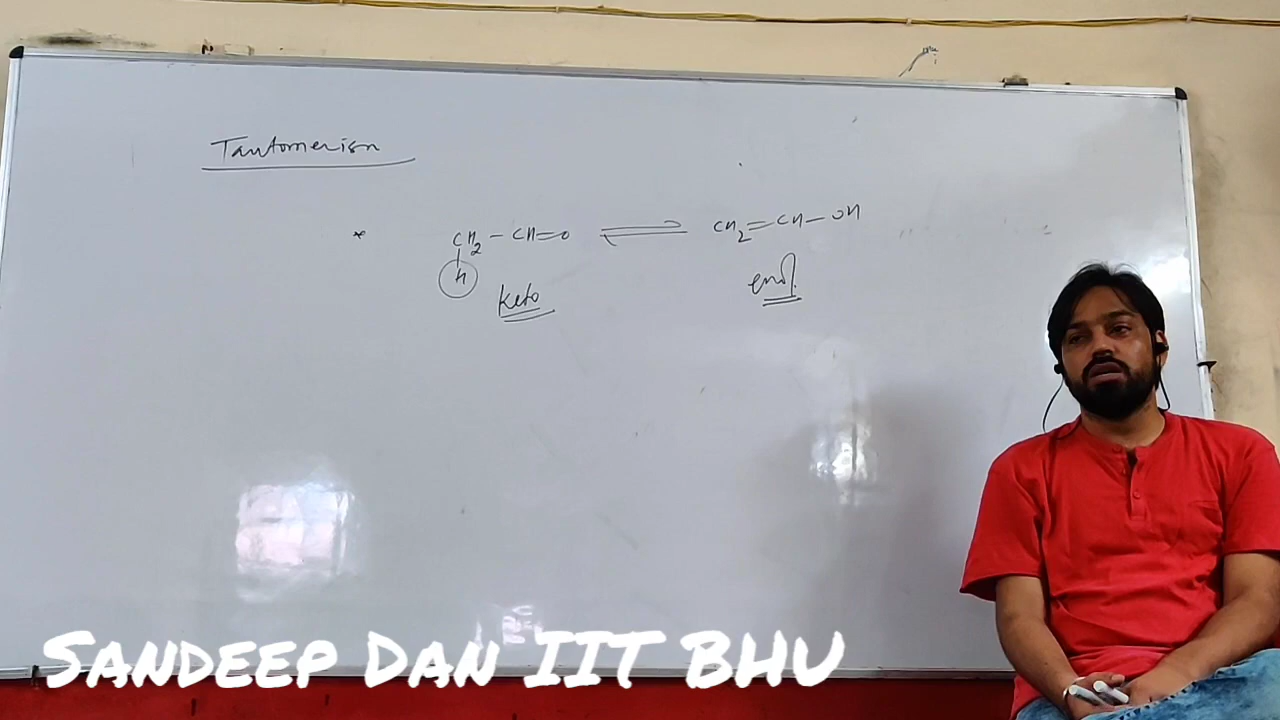 Tautomerism
* CH2 - CH=O ⇌ CH2=CH-OH
H
Keto enol
SANDEEP DAN IIT BHU